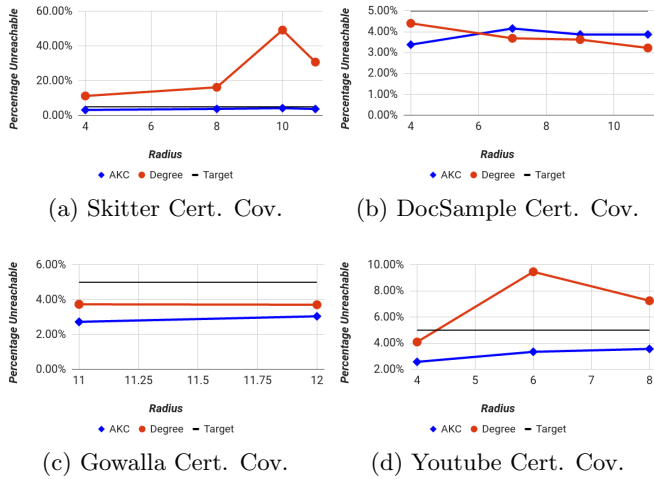 60.00%
40.00%
20.00%
0.00%
Percentage Unreachable
4 6 8 10
Radius
AKC Degree Target
(a) Skitter Cert. Cov.
5.00%
4.00%
3.00%
2.00%
1.00%
0.00%
Percentage Unreachable
4 6 8 10
Radius
AKC Degree Target
(b) DocSample Cert. Cov.
6.00%
4.00%
2.00%
0.00%
Percentage Unreachable
11 11.25 11.5 11.75 12
Radius
AKC Degree Target
(c) Gowalla Cert. Cov.
10.00%
8.00%
6.00%
4.00%
2.00%
Percentage Unreachable
4 5 6 7 8
Radius
AKC Degree Target
(d) Youtube Cert. Cov.